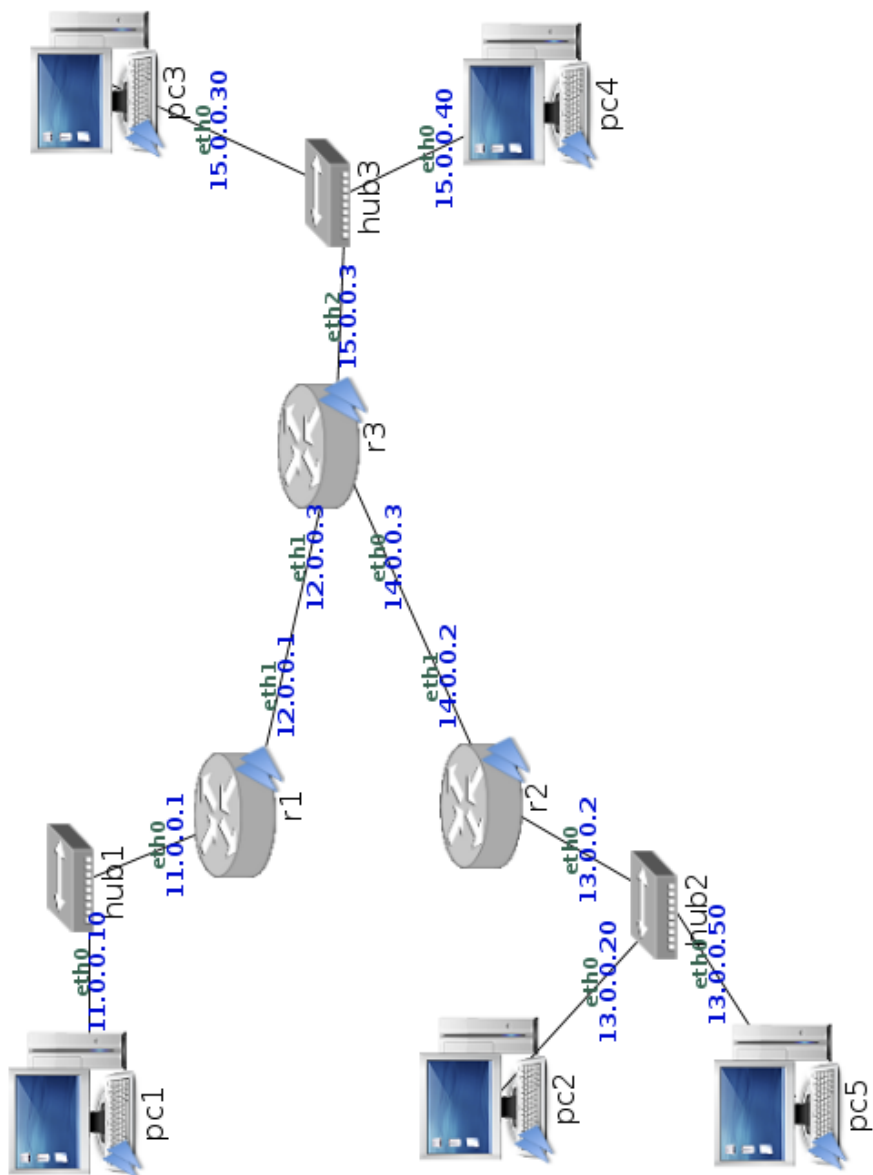 pc3
eth0
15.0.0.30
pc4
eth0
15.0.0.40
hub3
eth2
15.0.0.3
r3
eth1
12.0.0.3
eth0
14.0.0.3
eth1
12.0.0.1
eth1
14.0.0.2
r1
r2
eth0
11.0.0.1
hub1
eth0
13.0.0.2
hub2
eth0
11.0.0.10
eth0
13.0.0.20
eth0
13.0.0.50
pc1
pc2
pc5